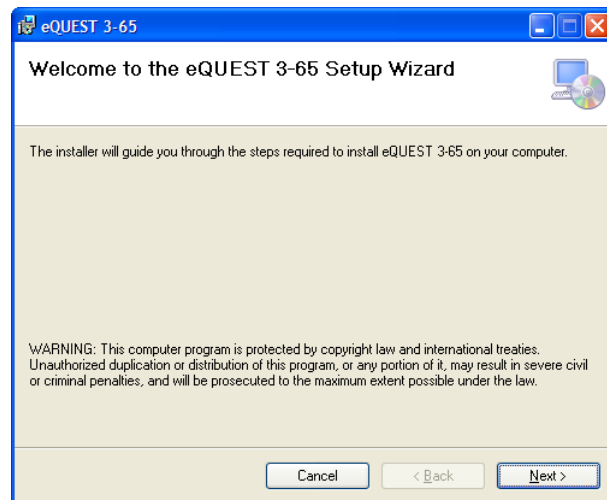 eQUEST 3-65
Welcome to the eQUEST 3-65 Setup Wizard
The installer will guide you through the steps required to install eQUEST 3-65 on your computer.
WARNING: This computer program is protected by copyright law and international treaties.
Unauthorized duplication or distribution of this program, or any portion of it, may result in severe civil
or criminal penalties, and will be prosecuted to the maximum extent possible under the law.
Cancel < Back Next >